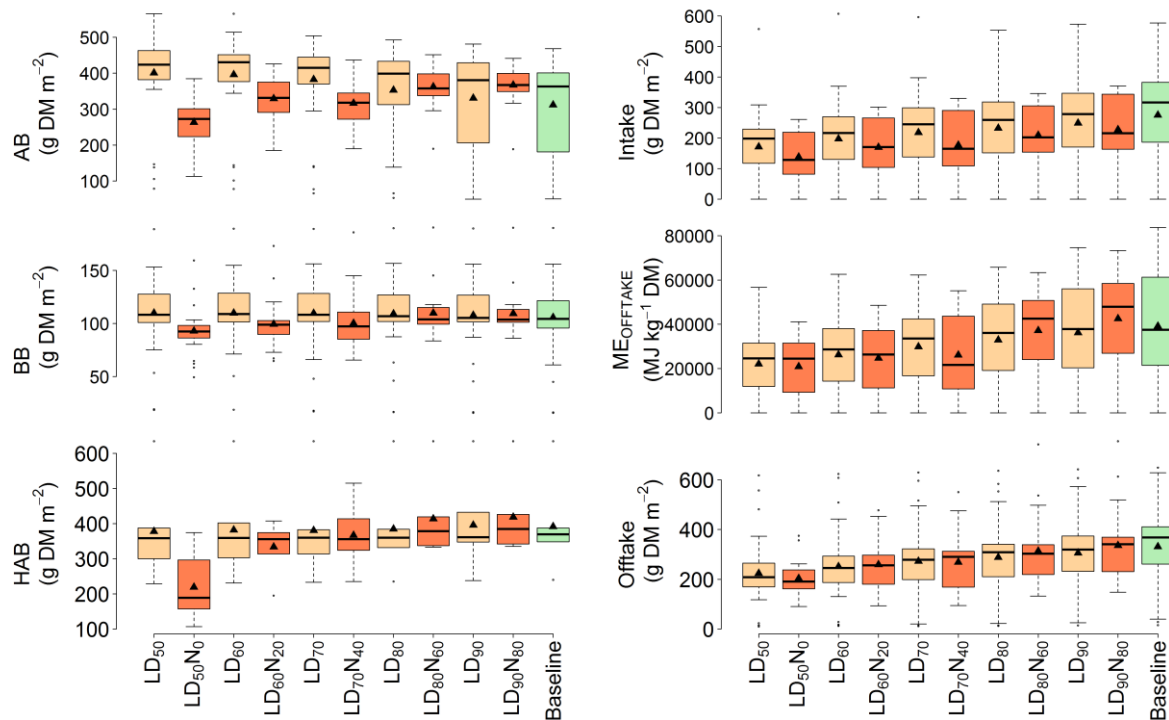 AB
(g DM m⁻²)
500
400
300
200
100
BB
(g DM m⁻²)
150
100
50
HAB
(g DM m⁻²)
600
500
400
300
200
100
LD₅₀
LD₅₀N₀
LD₆₀
LD₆₀N₂₀
LD₇₀
LD₇₀N₄₀
LD₈₀
LD₈₀N₆₀
LD₉₀
LD₉₀N₈₀
Baseline
Intake
(g DM m⁻²)
600
500
400
300
200
100
0
ME_OFFTAKE
(MJ kg⁻¹ DM)
80000
60000
40000
20000
0
Offtake
(g DM m⁻²)
600
400
200
0
LD₅₀
LD₅₀N₀
LD₆₀
LD₆₀N₂₀
LD₇₀
LD₇₀N₄₀
LD₈₀
LD₈₀N₆₀
LD₉₀
LD₉₀N₈₀
Baseline